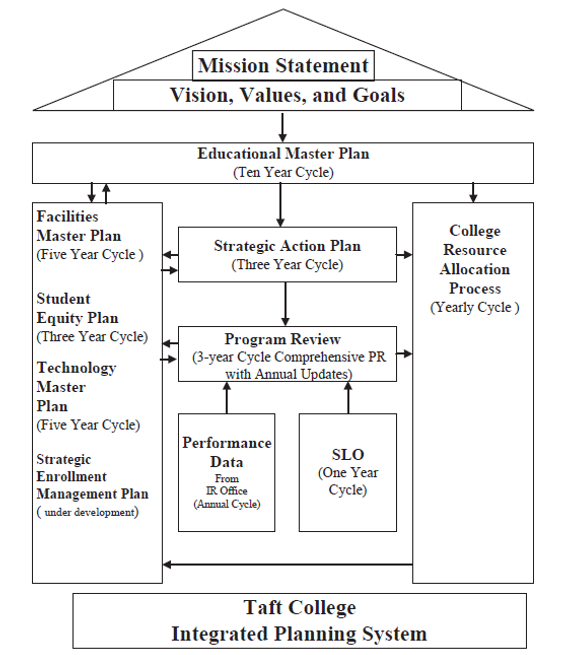 Mission Statement
Vision, Values, and Goals
Educational Master Plan
(Ten Year Cycle)
Facilities
Master Plan
(Five Year Cycle )
Student
Equity Plan
(Three Year Cycle)
Technology
Master
Plan
(Five Year Cycle)
Strategic
Enrollment
Management Plan
( under development)
Strategic Action Plan
(Three Year Cycle)
Program Review
(3-year Cycle Comprehensive PR
with Annual Updates)
Performance
Data
From
IR Office
(Annual Cycle)
SLO
(One Year
Cycle)
College
Resource
Allocation
Process
(Yearly Cycle )
Taft College
Integrated Planning System